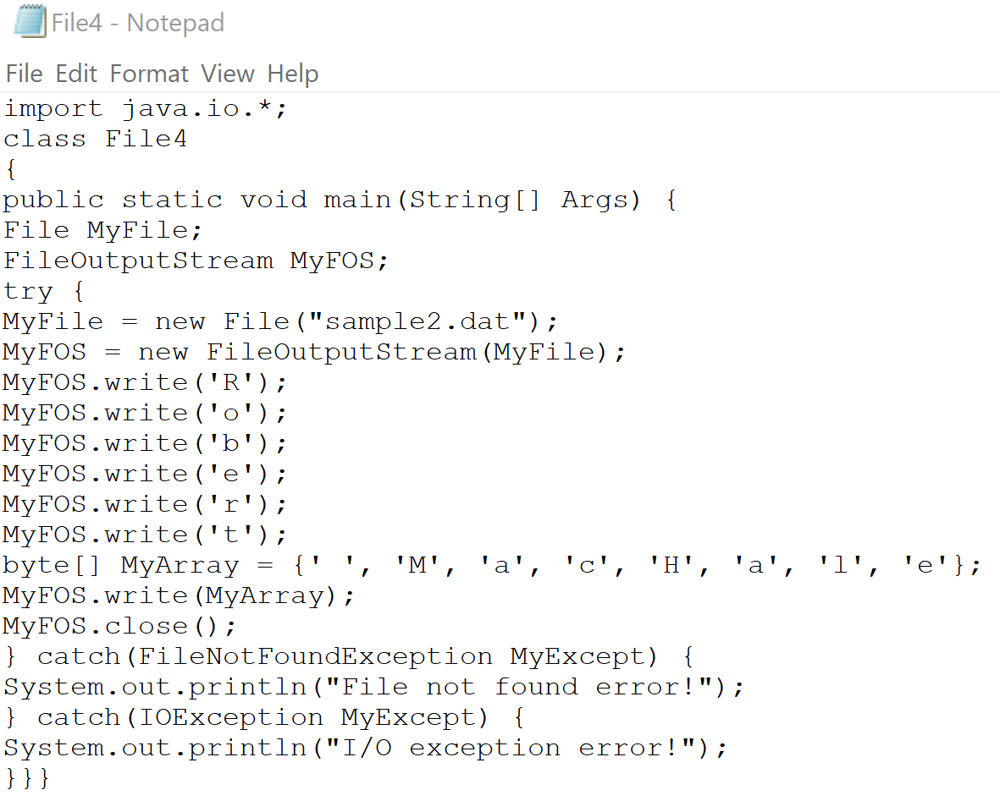 File4 - Notepad
File Edit Format View Help
import java.io.*;
class File4
{
public static void main(String[] Args) {
File MyFile;
FileOutputStream MyFOS;
try {
MyFile = new File("sample2.dat");
MyFOS = new FileOutputStream(MyFile);
MyFOS.write('R');
MyFOS.write('o');
MyFOS.write('b');
MyFOS.write('e');
MyFOS.write('r');
MyFOS.write('t');
byte[] MyArray = {' ', 'M', 'a', 'c', 'H', 'a', 'l', 'e'};
MyFOS.write(MyArray);
MyFOS.close();
} catch(FileNotFoundException MyExcept) {
System.out.println("File not found error!");
} catch(IOException MyExcept) {
System.out.println("I/O exception error!");
}}}